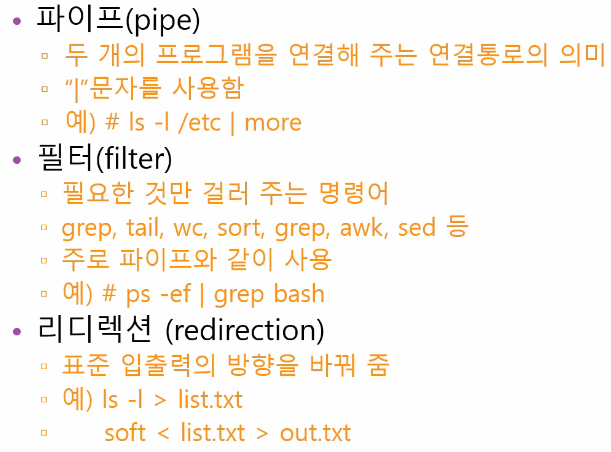 • 파이프(pipe)
▫ 두 개의 프로그램을 연결해 주는 연결통로의 의미
▫ “|”문자를 사용함
▫ 예) # ls -l /etc | more
• 필터(filter)
▫ 필요한 것만 걸러 주는 명령어
▫ grep, tail, wc, sort, grep, awk, sed 등
▫ 주로 파이프와 같이 사용
▫ 예) # ps -ef | grep bash
• 리디렉션 (redirection)
▫ 표준 입출력의 방향을 바꿔 줌
▫ 예) ls -l > list.txt
▫ soft < list.txt > out.txt